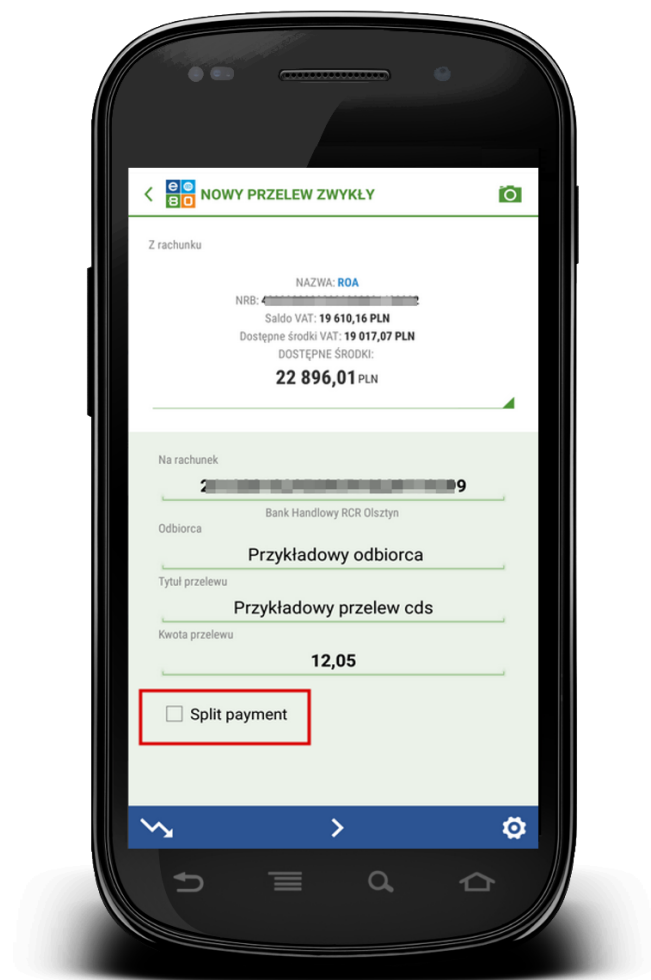 eBO
NOWY PRZELEW ZWYKŁY
Z rachunku
NAZWA: ROA
NRB:
Saldo VAT: 19 610,16 PLN
Dostępne środki VAT: 19 017,07 PLN
DOSTĘPNE ŚRODKI:
22 896,01 PLN
Na rachunek
Bank Handlowy RCR Olsztyn
Odbiorca
Przykładowy odbiorca
Tytuł przelewu
Przykładowy przelew cds
Kwota przelewu
12,05
Split payment